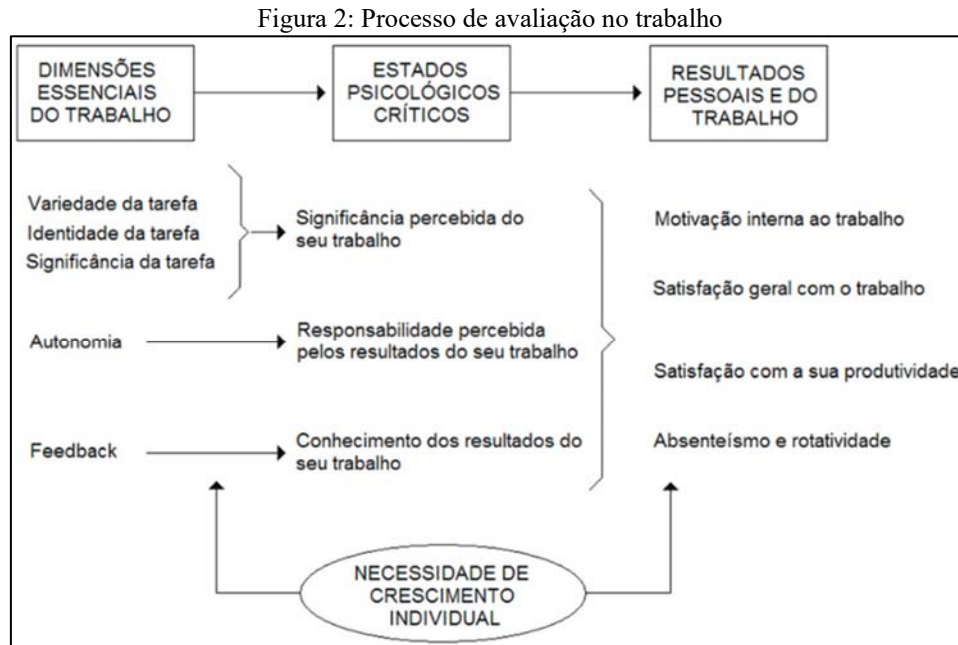 Figura 2: Processo de avaliação no trabalho
DIMENSÕES
ESSENCIAIS
DO TRABALHO
ESTADOS
PSICOLÓGICOS
CRÍTICOS
RESULTADOS
PESSOAIS E DO
TRABALHO
Variedade da tarefa
Identidade da tarefa
Significância da tarefa
Significância percebida do
seu trabalho
Motivação interna ao trabalho
Satisfação geral com o trabalho
Autonomia
Responsabilidade percebida
pelos resultados do seu trabalho
Satisfação com a sua produtividade
Feedback
Conhecimento dos resultados do
seu trabalho
Absenteísmo e rotatividade
NECESSIDADE DE
CRESCIMENTO
INDIVIDUAL